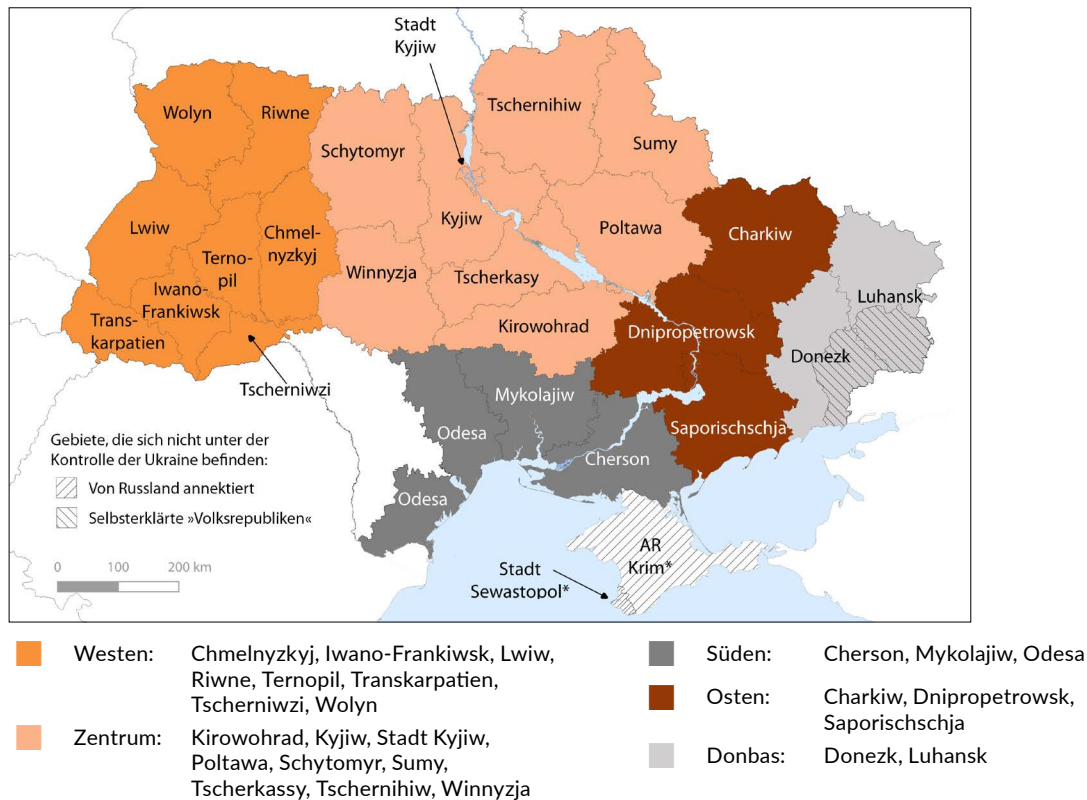 Stadt
Kyjiw
Wolyn
Riwne
Tschernihiw
Schytomyr
Sumy
Lwiw
Kyjiw
Poltawa
Charkiw
Chmel-
nyzkyj
Terno-
pil
Winnyzja
Tscherkasy
Iwano-
Frankiwsk
Luhansk
Trans-
karpatien
Kirowohrad
Dnipropetrowsk
Donezk
Tscherniwzi
Mykolajiw
Odesa
Saporischschja
Cherson
Gebiete, die sich nicht unter der
Kontrolle der Ukraine befinden:
Von Russland annektiert
Selbsterklärte »Volksrepubliken«
Odesa
AR
Krim*
Stadt
Sewastopol*
0 100 200 km
Westen: Chmelnyzkyj, Iwano-Frankiwsk, Lwiw,
Riwne, Ternopil, Transkarpatien,
Tscherniwzi, Wolyn
Zentrum: Kirowohrad, Kyjiw, Stadt Kyjiw,
Poltawa, Schytomyr, Sumy,
Tscherkassy, Tschernihiw, Winnyzja
Süden: Cherson, Mykolajiw, Odesa
Osten: Charkiw, Dnipropetrowsk,
Saporischschja
Donbas: Donezk, Luhansk